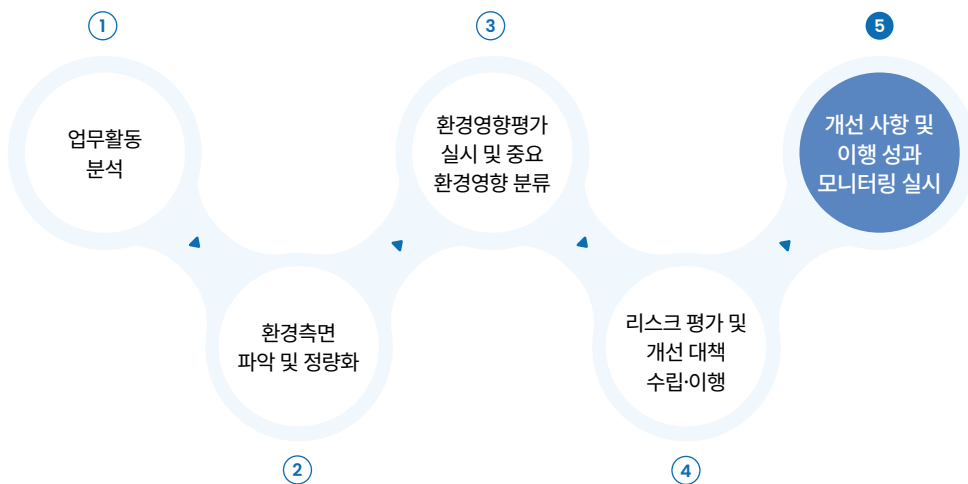 1
업무활동
분석
2
환경측면
파악 및 정량화
3
환경영향평가
실시 및 중요
환경영향 분류
4
리스크 평가 및
개선 대책
수립·이행
5
개선 사항 및
이행 성과
모니터링 실시